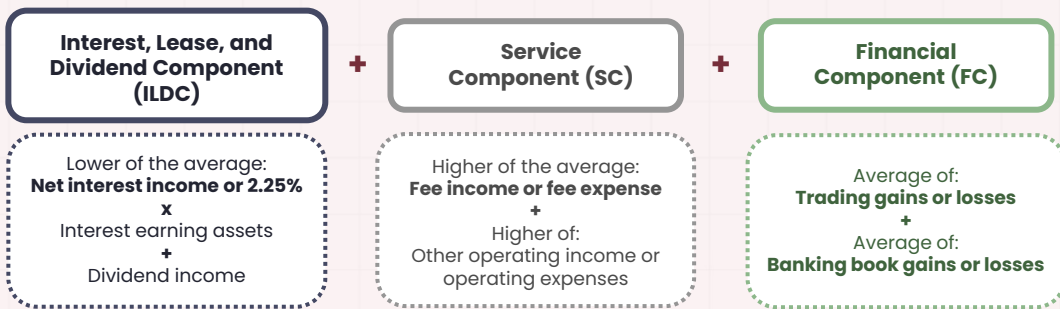 Interest, Lease, and
Dividend Component
(ILDC)
+
Service
Component (SC)
+
Financial
Component (FC)
Lower of the average:
Net interest income or 2.25%
x
Interest earning assets
+
Dividend income
Higher of the average:
Fee income or fee expense
+
Higher of:
Other operating income or
operating expenses
Average of:
Trading gains or losses
+
Average of:
Banking book gains or losses